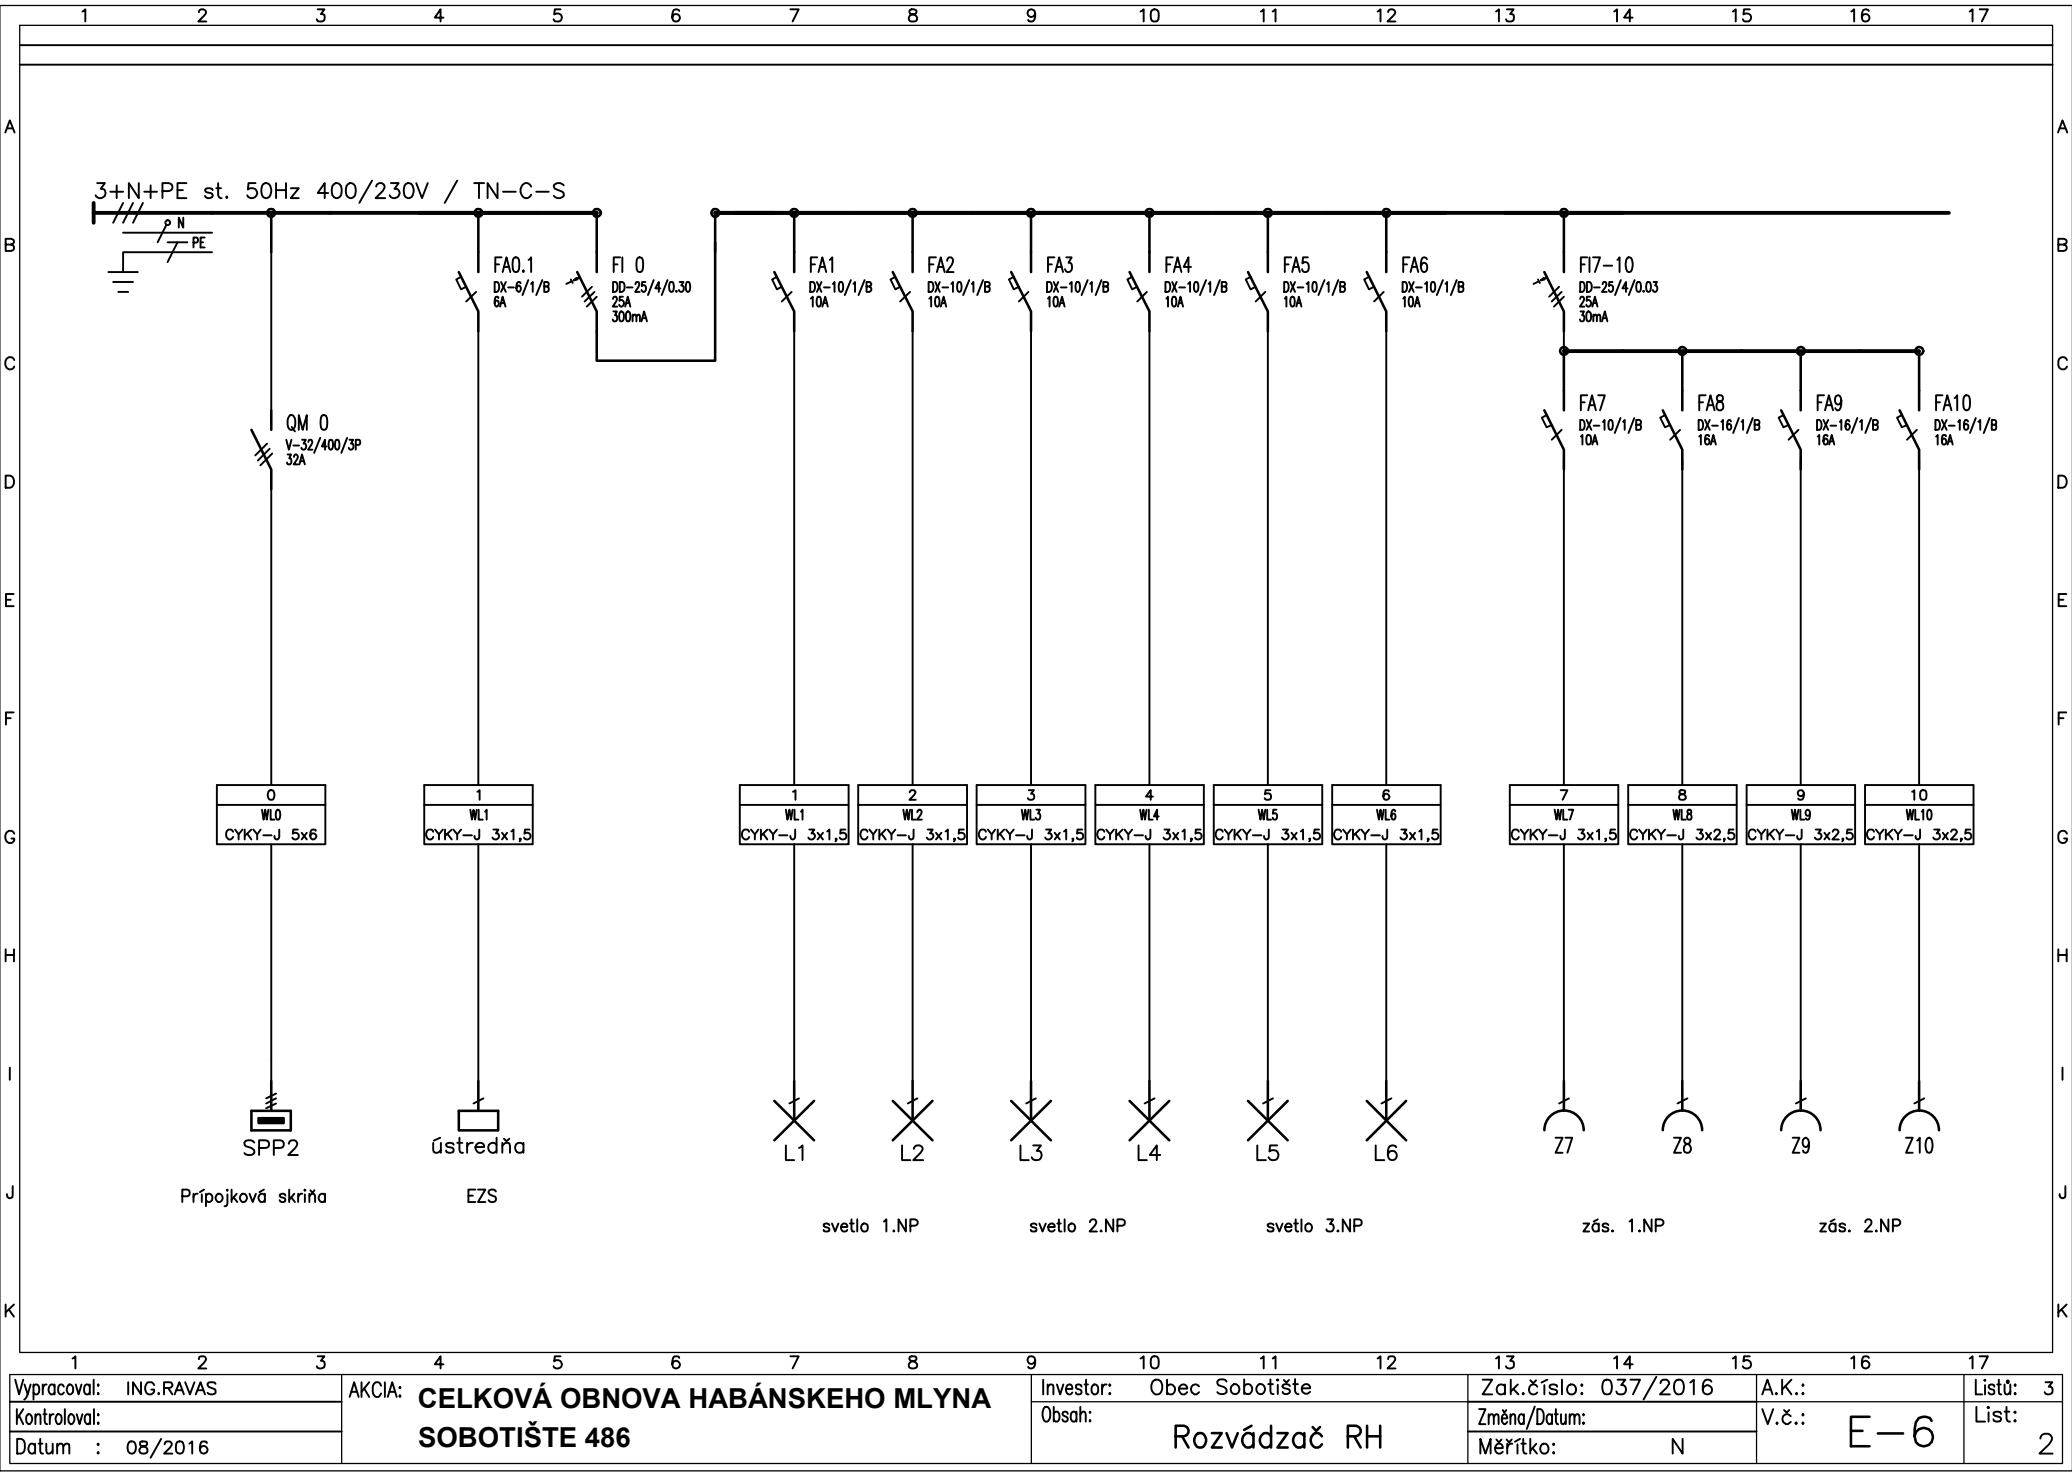 1 2 3 4 5 6 7 8 9 10 11 12 13 14 15 16 17
A A
3+N+PE st. 50Hz 400/230V / TN-C-S
N
PE
B B
FA0.1
DX-6/1/B
6A
FI 0
DD-25/4/0.30
25A
300mA
FA1
DX-10/1/B
10A
FA2
DX-10/1/B
10A
FA3
DX-10/1/B
10A
FA4
DX-10/1/B
10A
FA5
DX-10/1/B
10A
FA6
DX-10/1/B
10A
FI7-10
DD-25/4/0.03
25A
30mA
C C
QM 0
V-32/400/3P
32A
FA7
DX-10/1/B
10A
FA8
DX-16/1/B
16A
FA9
DX-16/1/B
16A
FA10
DX-16/1/B
16A
D D
E E
F F
0
WL0
CYKY-J 5x6
1
WL1
CYKY-J 3x1,5
1
WL1
CYKY-J 3x1,5
2
WL2
CYKY-J 3x1,5
3
WL3
CYKY-J 3x1,5
4
WL4
CYKY-J 3x1,5
5
WL5
CYKY-J 3x1,5
6
WL6
CYKY-J 3x1,5
7
WL7
CYKY-J 3x1,5
8
WL8
CYKY-J 3x2,5
9
WL9
CYKY-J 3x2,5
10
WL10
CYKY-J 3x2,5
G G
H H
I I
SPP2 ústredňa L1 L2 L3 L4 L5 L6 Z7 Z8 Z9 Z10
J J
Prípojková skriňa EZS
svetlo 1.NP svetlo 2.NP svetlo 3.NP zás. 1.NP zás. 2.NP
K K
1 2 3 4 5 6 7 8 9 10 11 12 13 14 15 16 17
Vypracoval: ING.RAVAS
Kontroloval:
Datum : 08/2016
AKCIA: CELKOVÁ OBNOVA HABÁNSKEHO MLYNA
SOBOTIŠTE 486
Investor: Obec Sobotište
Obsah:
Rozvádzač RH
Zak.číslo: 037/2016
Změna/Datum:
Měřítko: N
A.K.:
V.č.: E-6
Listů: 3
List:
2